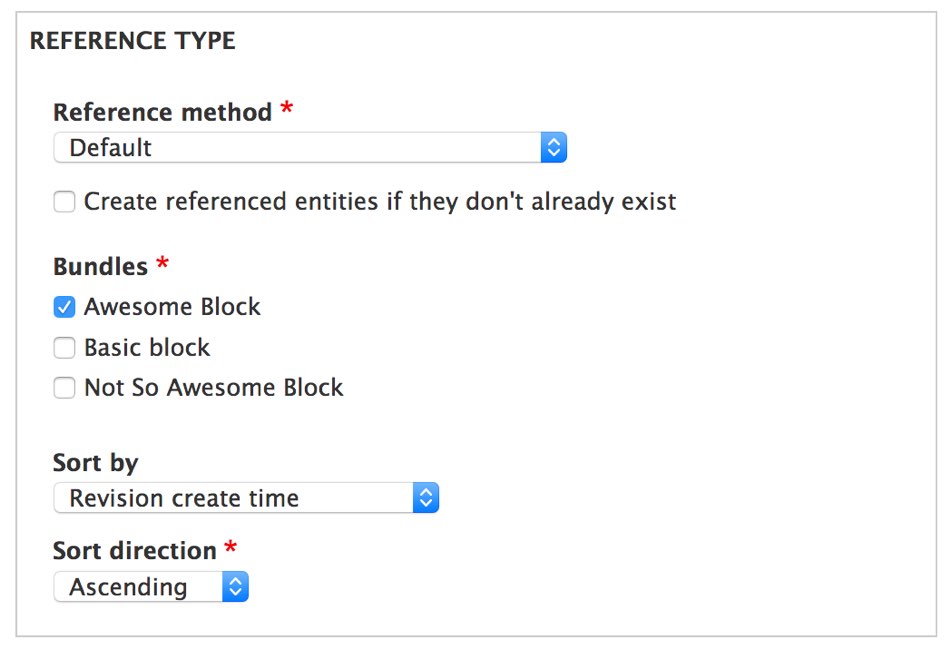 REFERENCE TYPE
Reference method *
Default
Create referenced entities if they don't already exist
Bundles *
Awesome Block
Basic block
Not So Awesome Block
Sort by
Revision create time
Sort direction *
Ascending